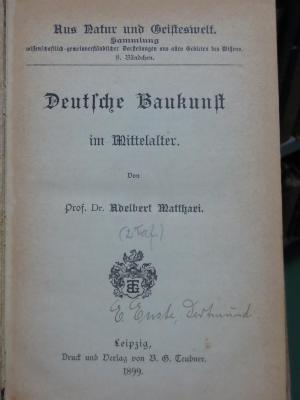 Aus Natur und Geisteswelt.
Sammlung
wissenschaftlich-gemeinverständlicher Darstellungen aus allen Gebieten des Wissens.
8. Bändchen.
Deutsche Baukunst
im Mittelalter.
Von
Prof. Dr. Adelbert Matthaei.
(2 Taf.)
E Enste, Dortmund.
Leipzig,
Druck und Verlag von B. G. Teubner.
1899.